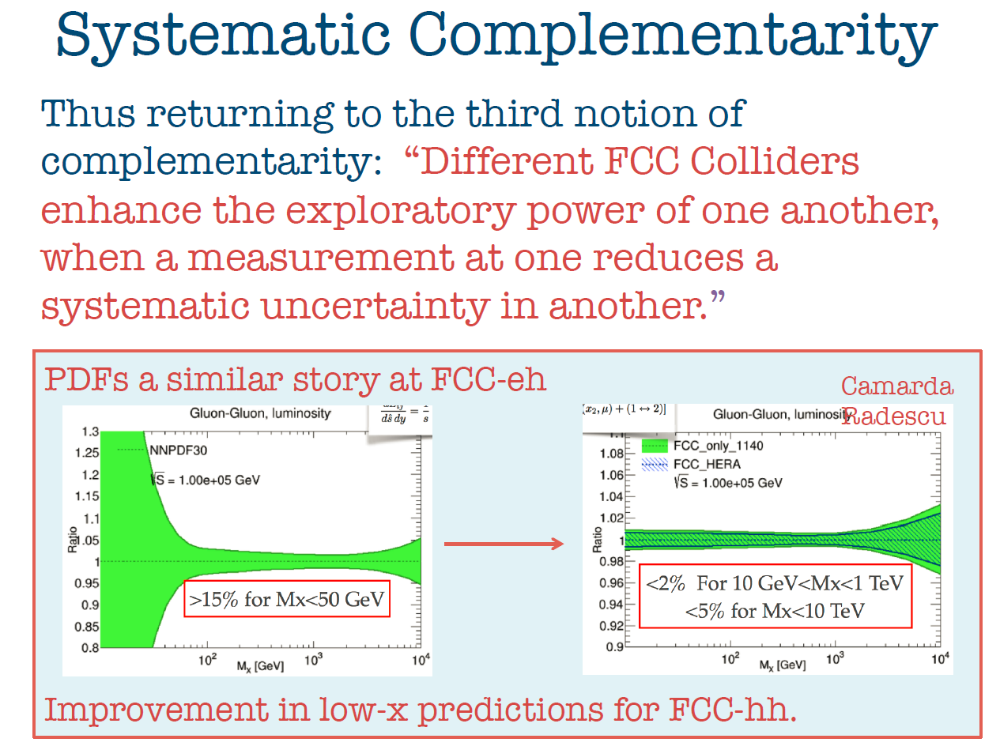 Systematic Complementarity
Thus returning to the third notion of
complementarity: “Different FCC Colliders
enhance the exploratory power of one another,
when a measurement at one reduces a
systematic uncertainty in another.”
PDFs a similar story at FCC-eh
Camarda
Radescu
Gluon-Gluon, luminosity
NNPDF30
√S = 1.00e+05 GeV
Ratio
1.3
1.25
1.2
1.15
1.1
1.05
1
0.95
0.9
0.85
0.8
>15% for Mx<50 GeV
10² 10³ 10⁴
Mₓ [GeV]
(x₂, μ) + (1 ↔ 2)]
Gluon-Gluon, luminosity
FCC_only_1140
FCC_HERA
√S = 1.00e+05 GeV
Ratio
1.08
1.06
1.04
1.02
1
0.98
0.96
0.94
0.92
0.9
<2% For 10 GeV<Mx<1 TeV
<5% for Mx<10 TeV
10² 10³ 10⁴
Mₓ [GeV]
Improvement in low-x predictions for FCC-hh.